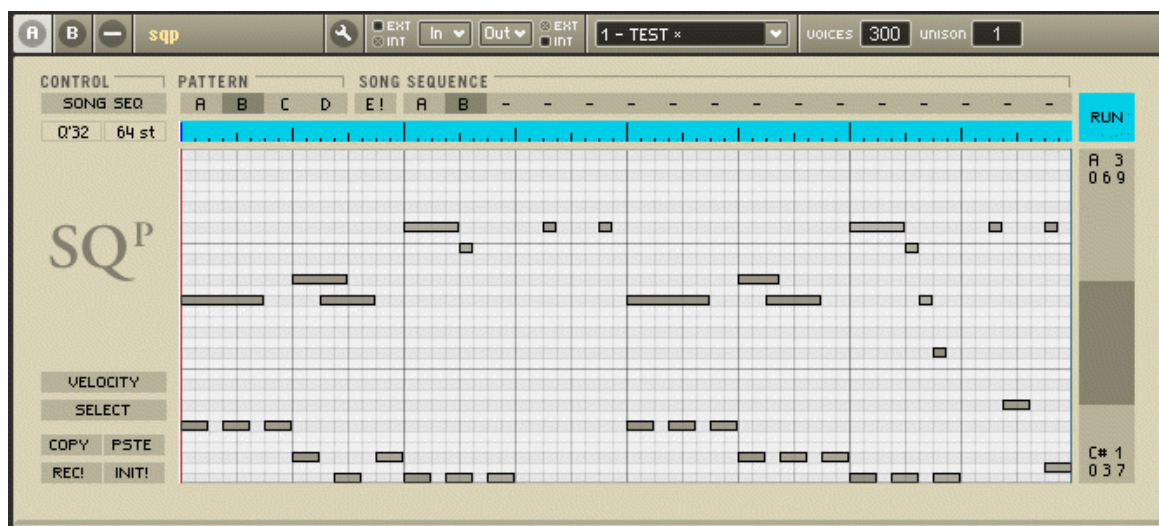 A B sqp EXT INT In Out EXT INT 1 - TEST × VOICES 300 unison 1
CONTROL PATTERN SONG SEQUENCE
SONG SEQ A B C D E! A B - - - - - - - - - - - - - -
RUN
Q'32 64 st
A 3
069
SQP
VELOCITY
SELECT
COPY PSTE
REC! INIT!
C# 1
037